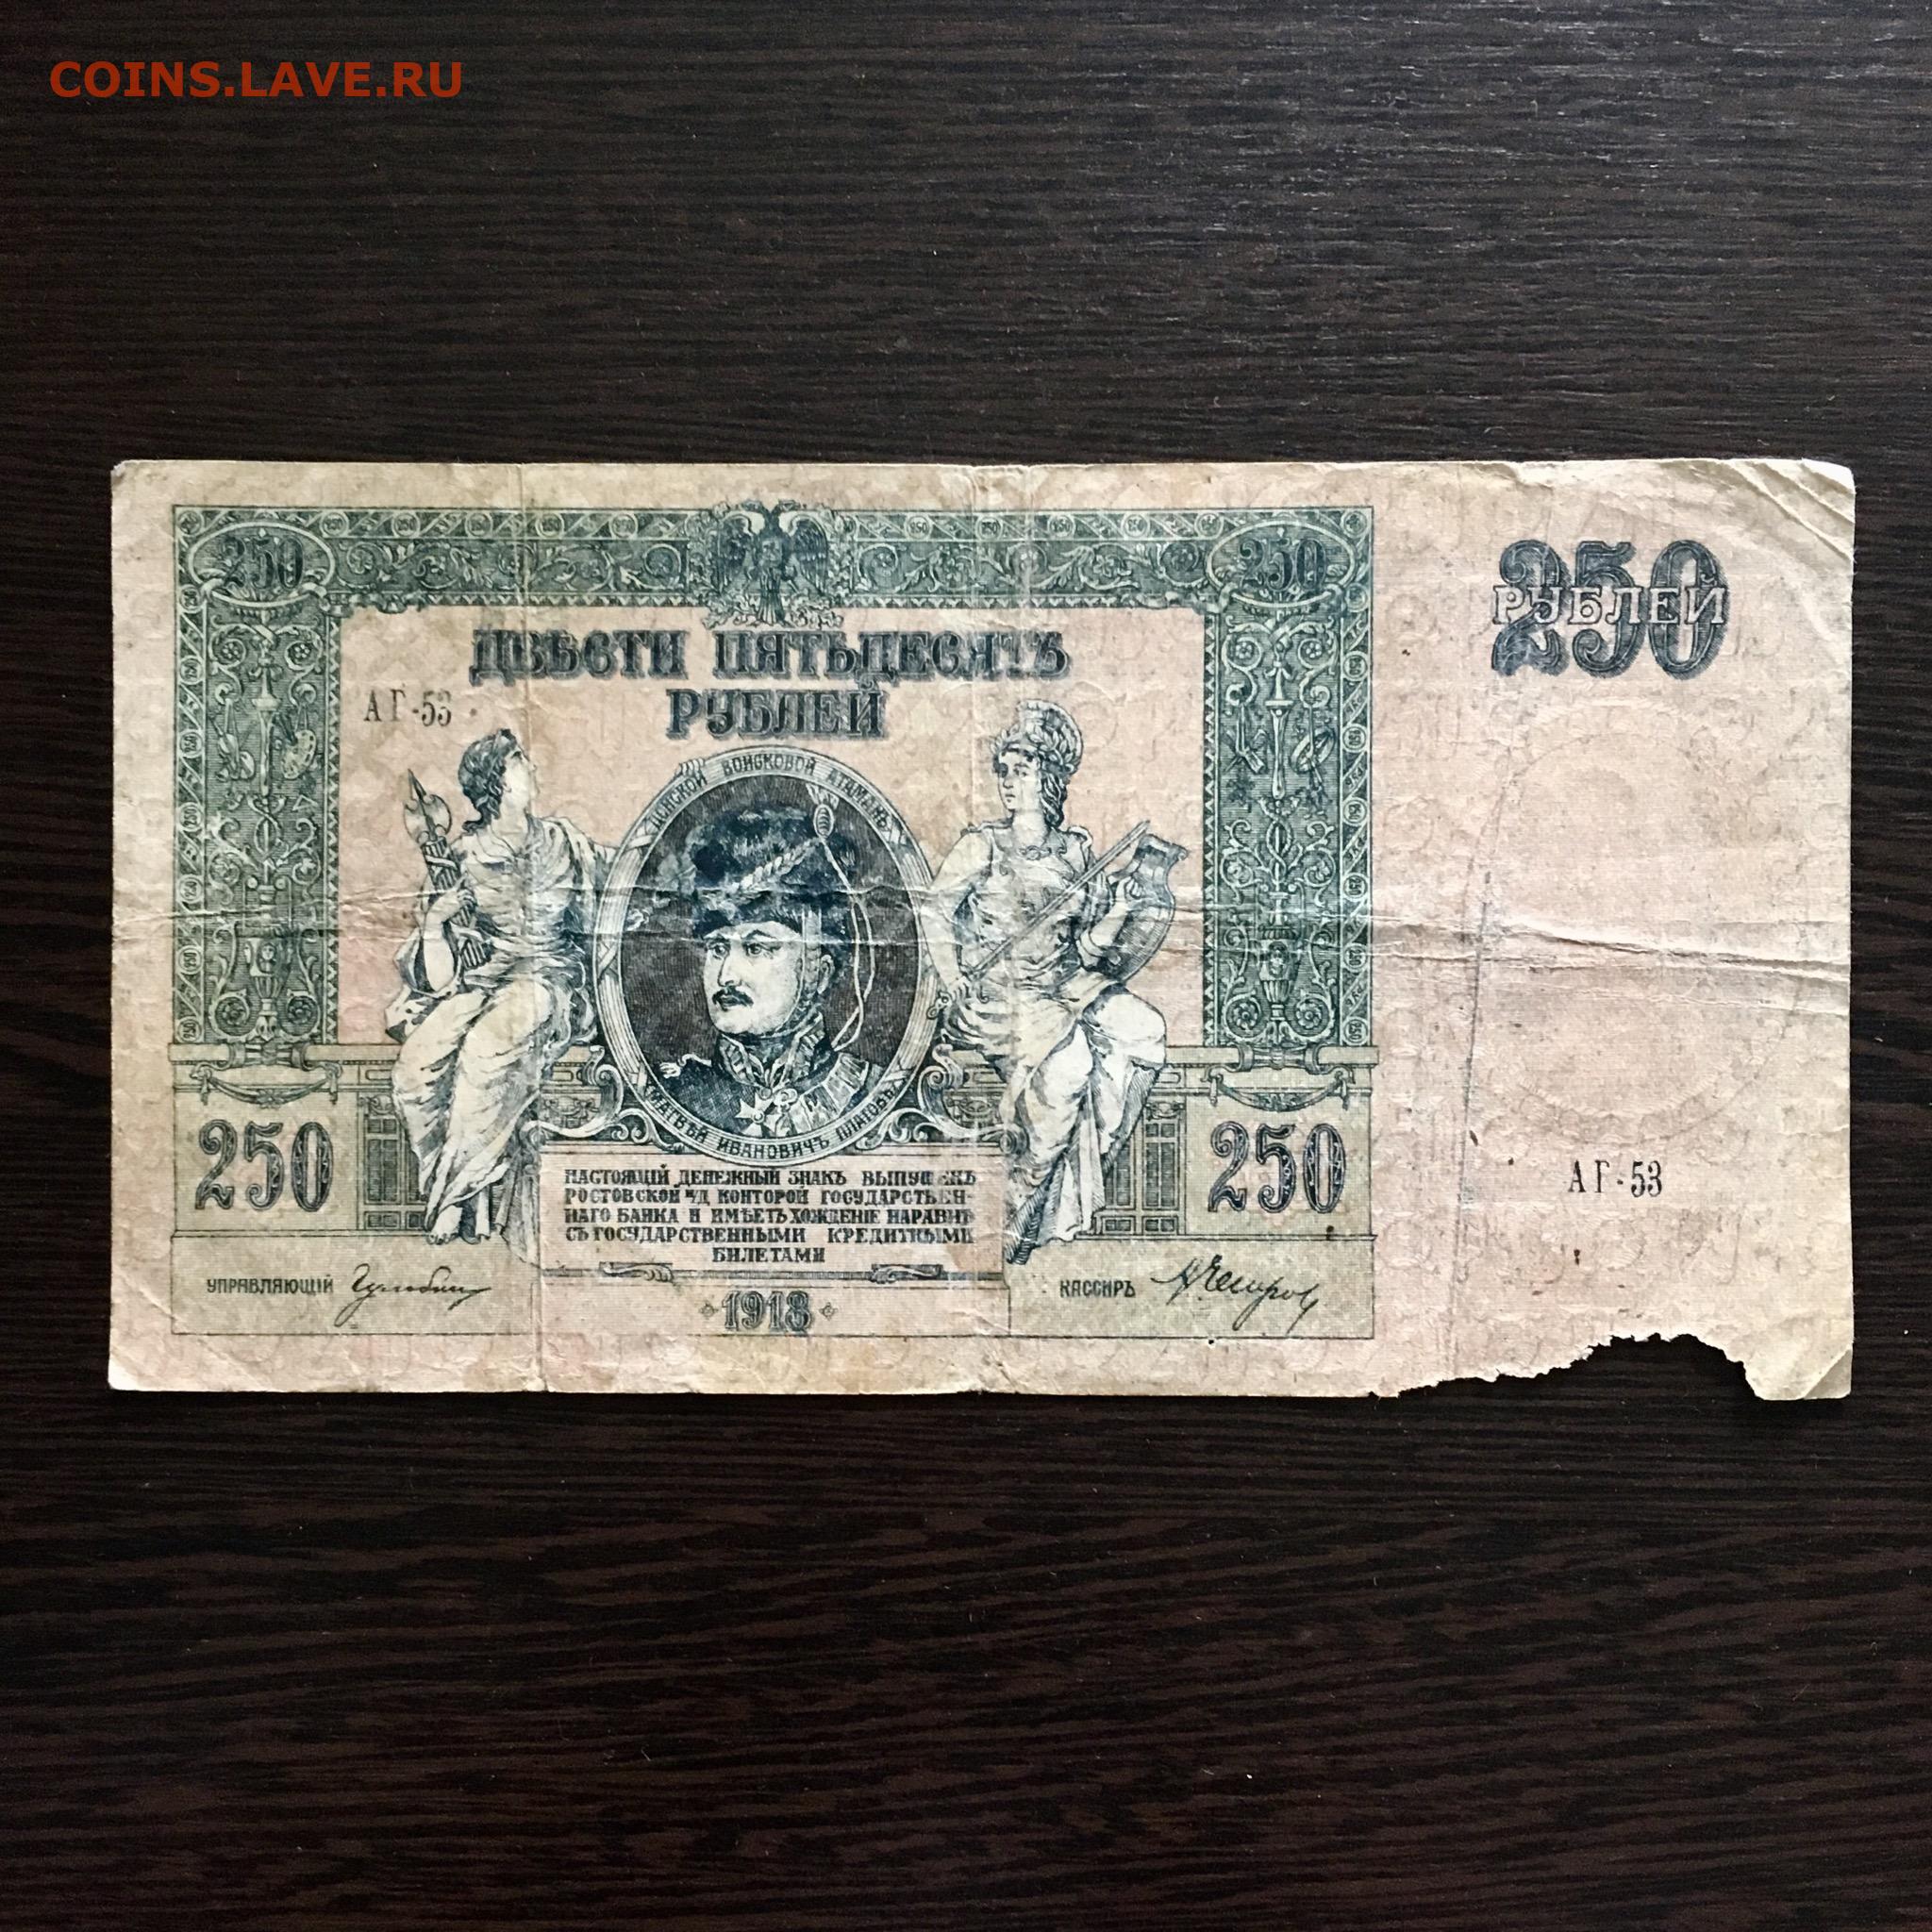 COINS.LAVE.RU
250
250
250
РУБЛЕЙ
ДВѢСТИ ПЯТЬДЕСЯТЪ
РУБЛЕЙ
АГ-53
ДОНСКОЙ ВОЙСКОВОЙ АТАМАНЪ
МАТВѢЙ ИВАНОВИЧЪ ПЛАТОВЪ
250
250
НАСТОЯЩІЙ ДЕНЕЖНЫЙ ЗНАКЪ ВЫПУЩЕНЪ
РОСТОВСКОЙ Н/Д КОНТОРОЙ ГОСУДАРСТВЕН-
НАГО БАНКА И ИМѢЕТЪ ХОЖДЕНІЕ НАРАВНѢ
СЪ ГОСУДАРСТВЕННЫМИ КРЕДИТНЫМИ
БИЛЕТАМИ
АГ-53
УПРАВЛЯЮЩІЙ
КАССИРЪ
1918